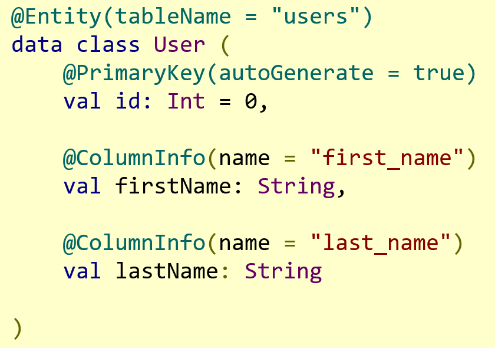 @Entity(tableName = "users")
data class User (
    @PrimaryKey(autoGenerate = true)
    val id: Int = 0,
    @ColumnInfo(name = "first_name")
    val firstName: String,
    @ColumnInfo(name = "last_name")
    val lastName: String
)